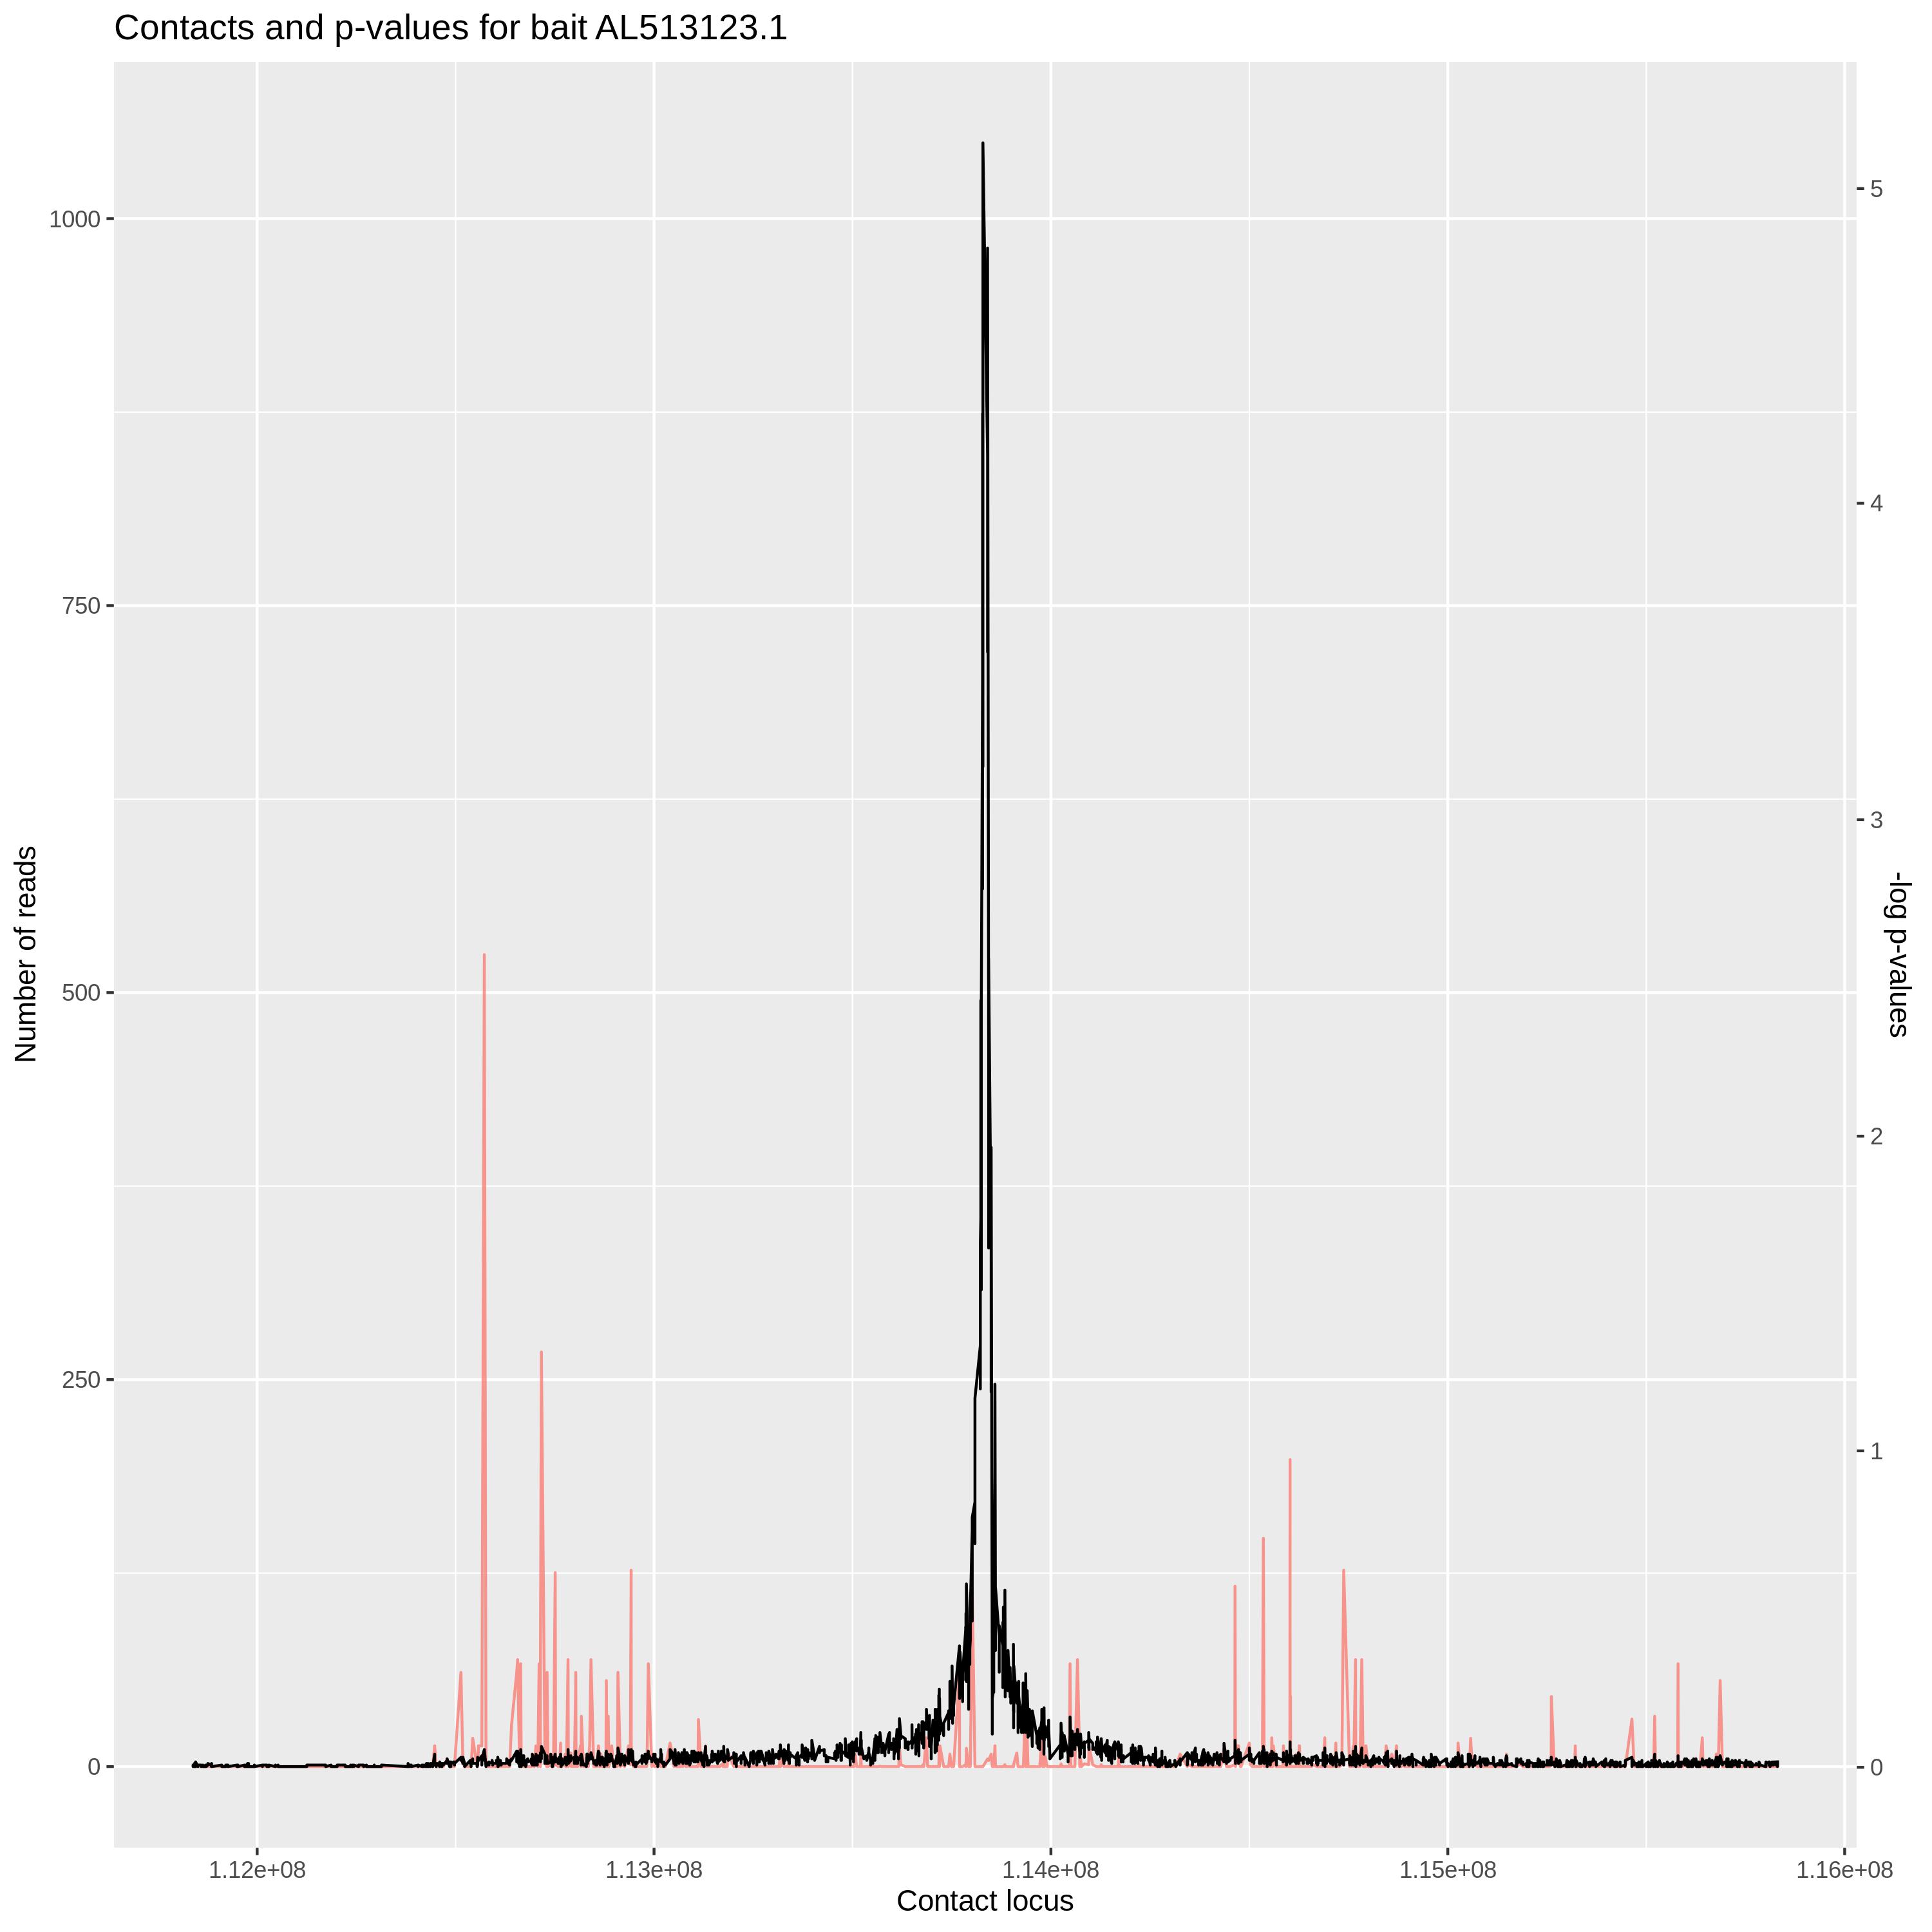 Contacts and p-values for bait AL513123.1
1000
750
500
250
0
Number of reads
5
4
3
2
1
0
-log p-values
1.12e+08
1.13e+08
1.14e+08
1.15e+08
1.16e+08
Contact locus